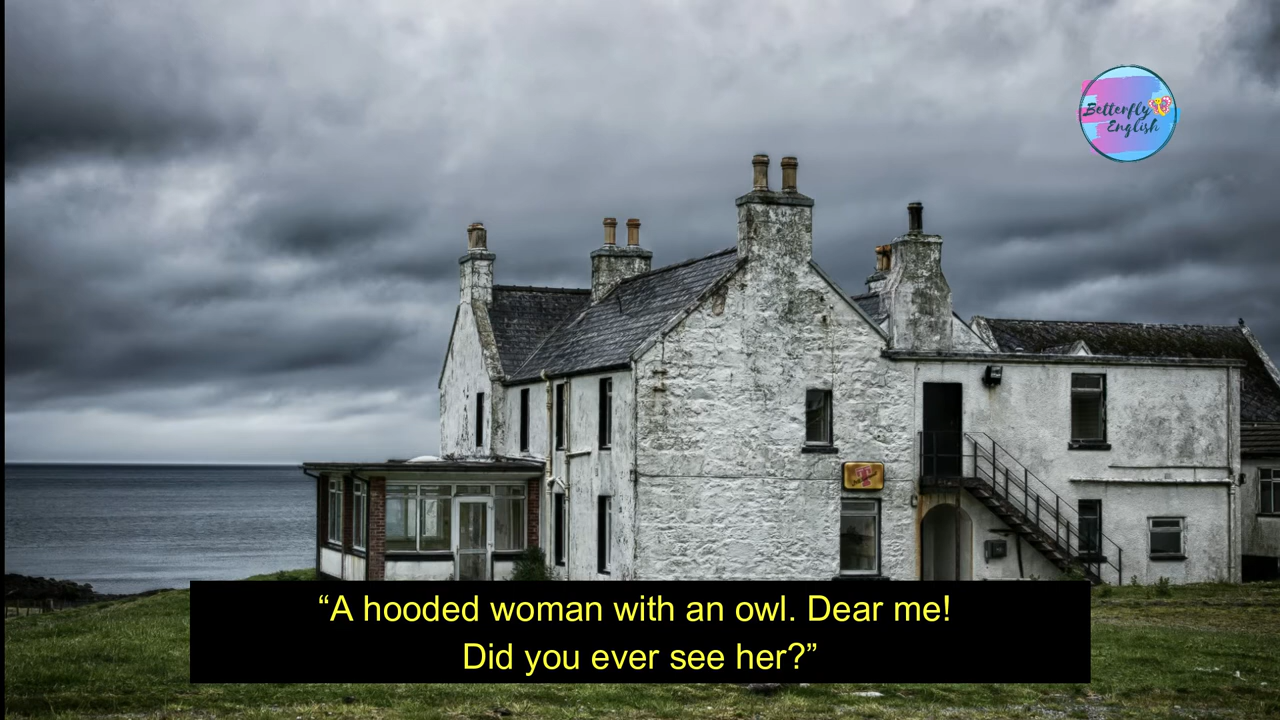 Betterfly
English
“A hooded woman with an owl. Dear me!
Did you ever see her?”